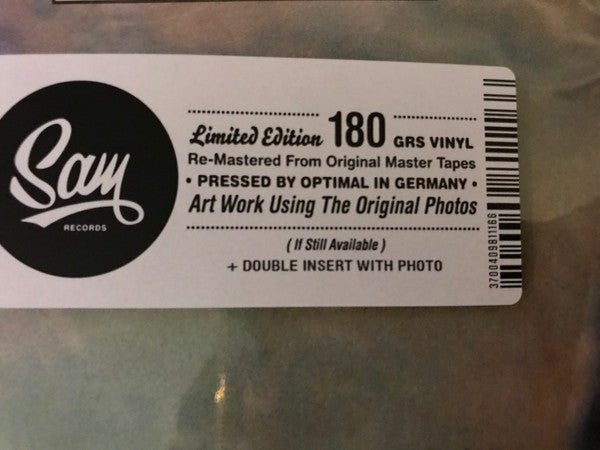 Sam
RECORDS
Limited Edition 180 GRS VINYL
Re-Mastered From Original Master Tapes
• PRESSED BY OPTIMAL IN GERMANY •
Art Work Using The Original Photos
( If Still Available )
+ DOUBLE INSERT WITH PHOTO
3700409811166